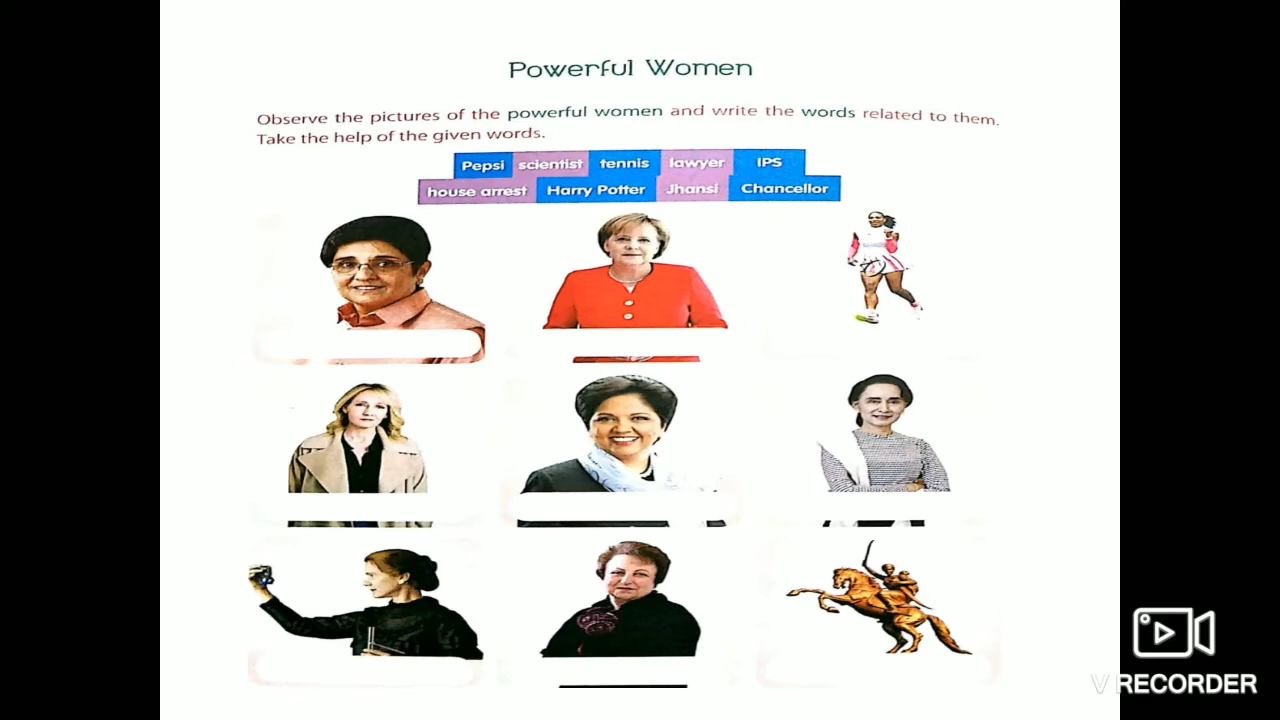 Powerful Women
Observe the pictures of the powerful women and write the words related to them.
Take the help of the given words.
Pepsi scientist tennis lawyer IPS
house arrest Harry Potter Jhansi Chancellor
V RECORDER